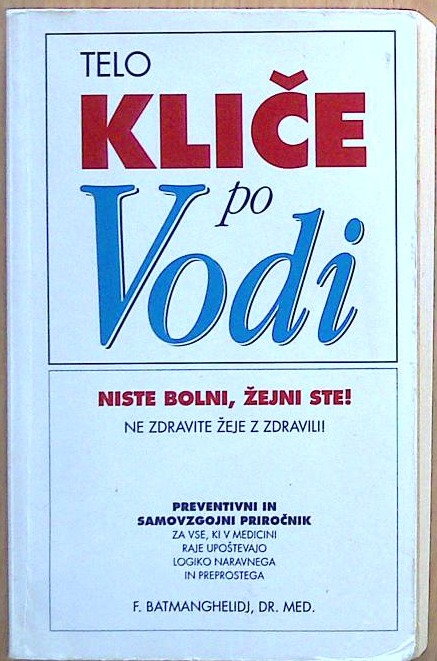 TELO
KLIČE
po
Vodi
NISTE BOLNI, ŽEJNI STE!
NE ZDRAVITE ŽEJE Z ZDRAVILI!
PREVENTIVNI IN
SAMOVZGOJNI PRIROČNIK
ZA VSE, KI V MEDICINI
RAJE UPOŠTEVAJO
LOGIKO NARAVNEGA
IN PREPROSTEGA
F. BATMANGHELIDJ, DR. MED.